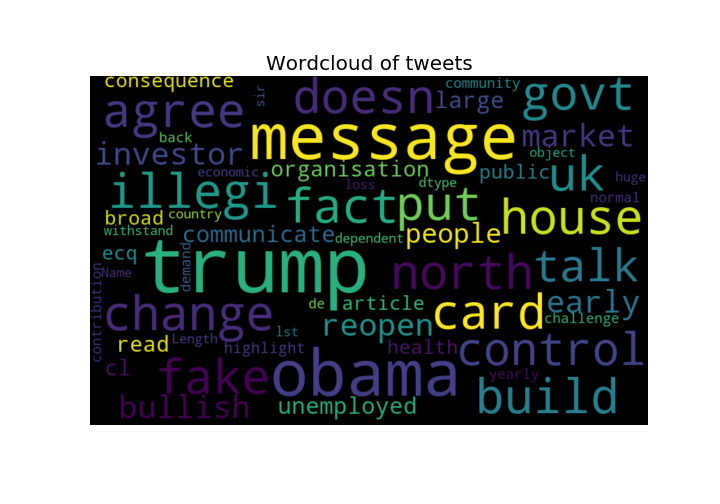 Wordcloud of tweets
consequence sir community
agree doesn large govt
back message market
investor organisation object
economic loss dtype public uk huge
illegi fact put normal
broad country house
withstand communicate dependent people
ecq demand trump north talk
Name
contribution change de article card early
reopen challenge
read Length lst
highlight health control
cl fake obama yearly
bullish unemployed build